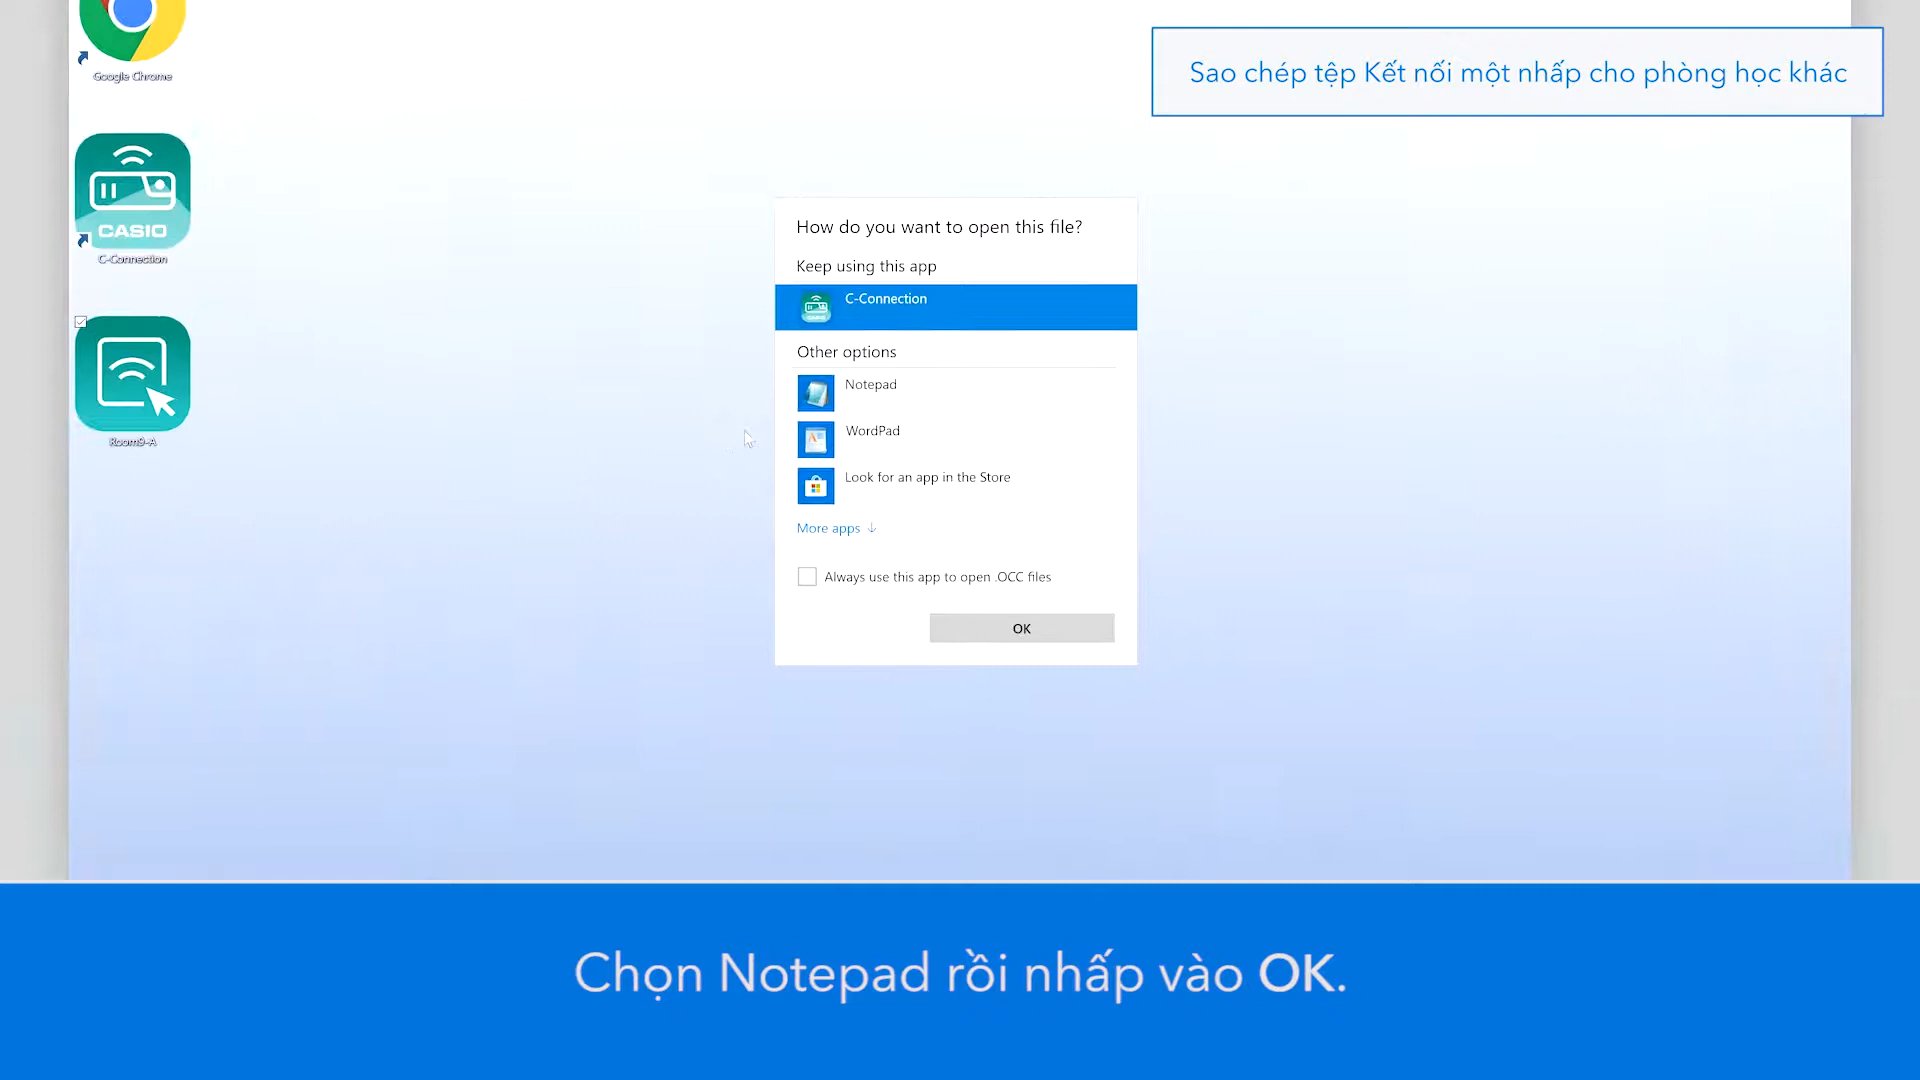 Google Chrome
Sao chép tệp Kết nối một nhấp cho phòng học khác
CASIO
C-Connection
Room9-A
How do you want to open this file?
Keep using this app
C-Connection
Other options
Notepad
WordPad
Look for an app in the Store
More apps ↓
Always use this app to open .OCC files
OK
Chọn Notepad rồi nhấp vào OK.